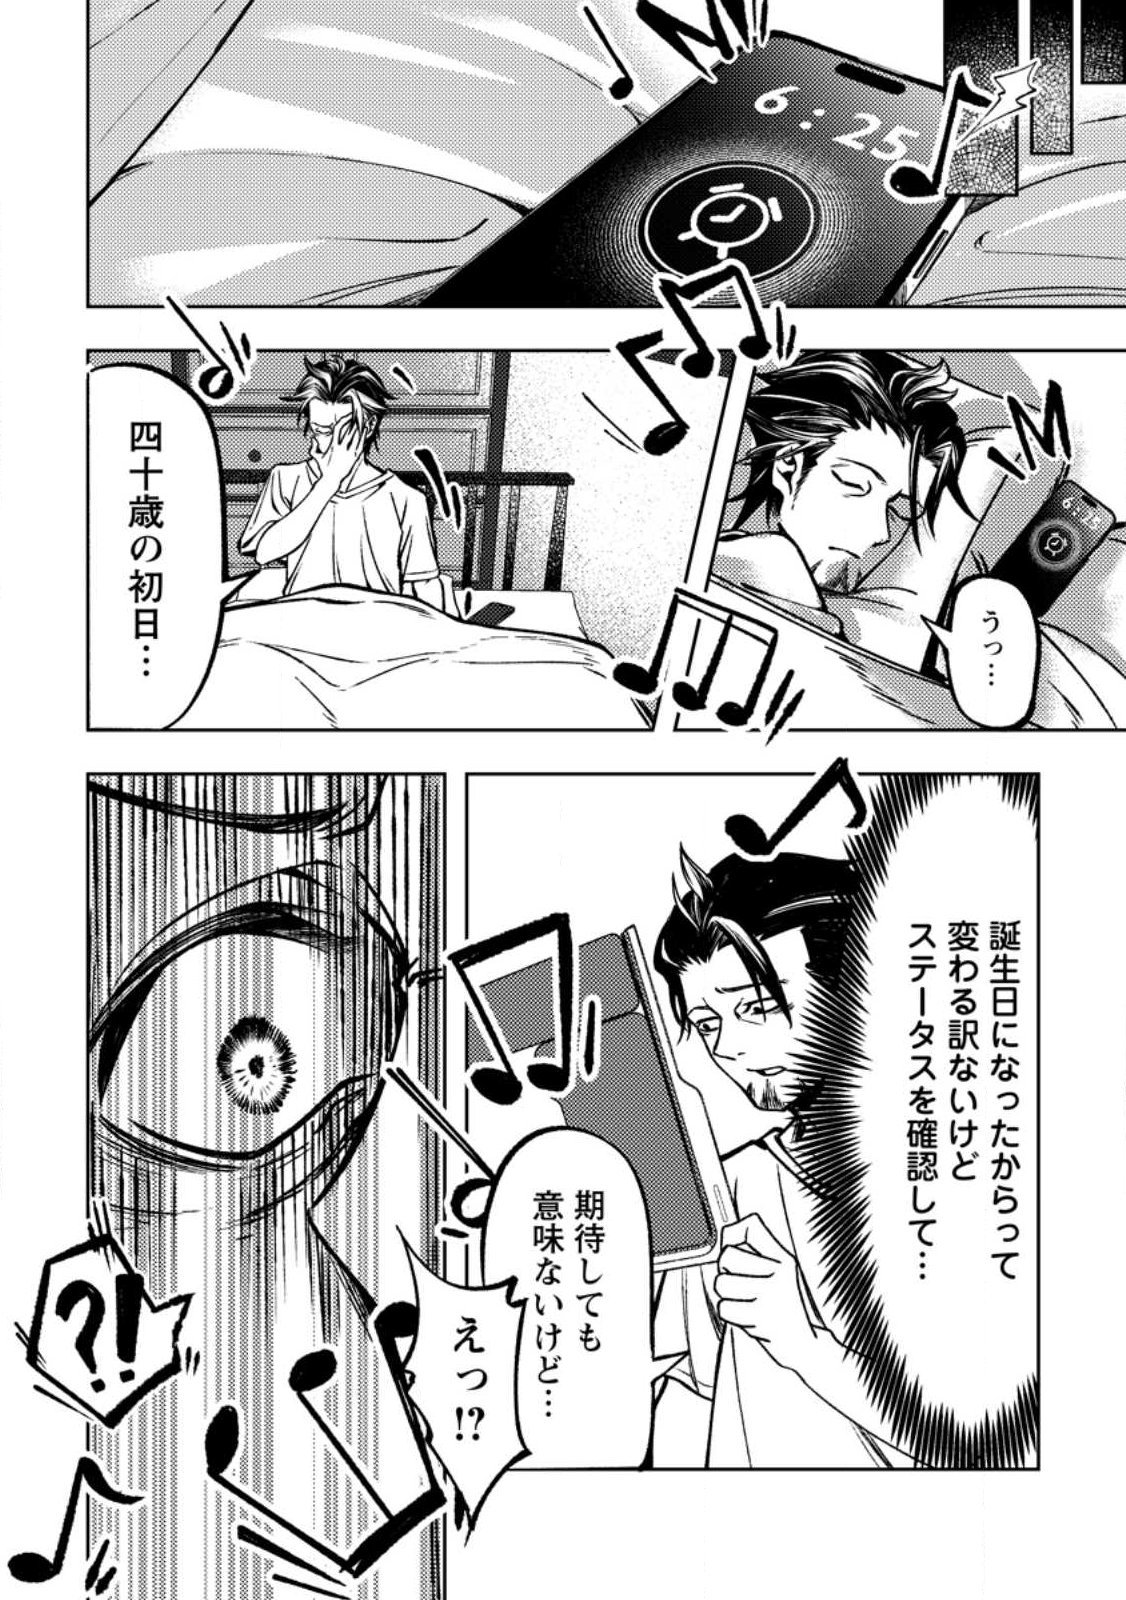 6:25
6:25
うっ…
四十歳の初日…
誕生日になったからって
変わる訳ないけど
ステータスを確認して…
期待しても
意味ないけど…
えっ!?
?!